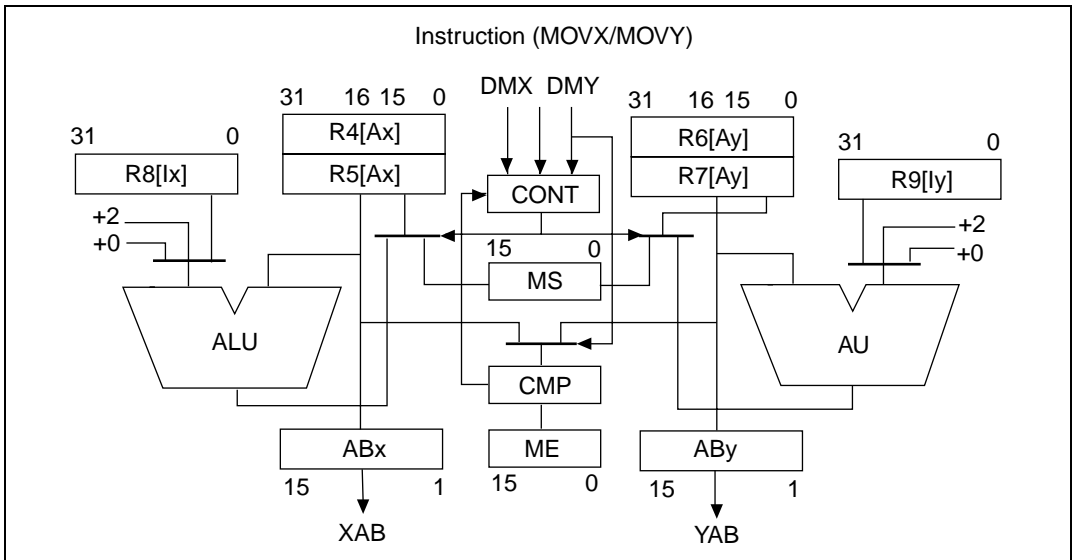 Instruction (MOVX/MOVY)
DMX DMY
31 16 15 0
31 16 15 0
31 0
R4[Ax]
R6[Ay]
31 0
R8[Ix]
R5[Ax]
CONT
R7[Ay]
R9[Iy]
+2
+0
+2
+0
15 0
MS
ALU
AU
CMP
ABx
ME
ABy
15 1
15 0
15 1
XAB
YAB